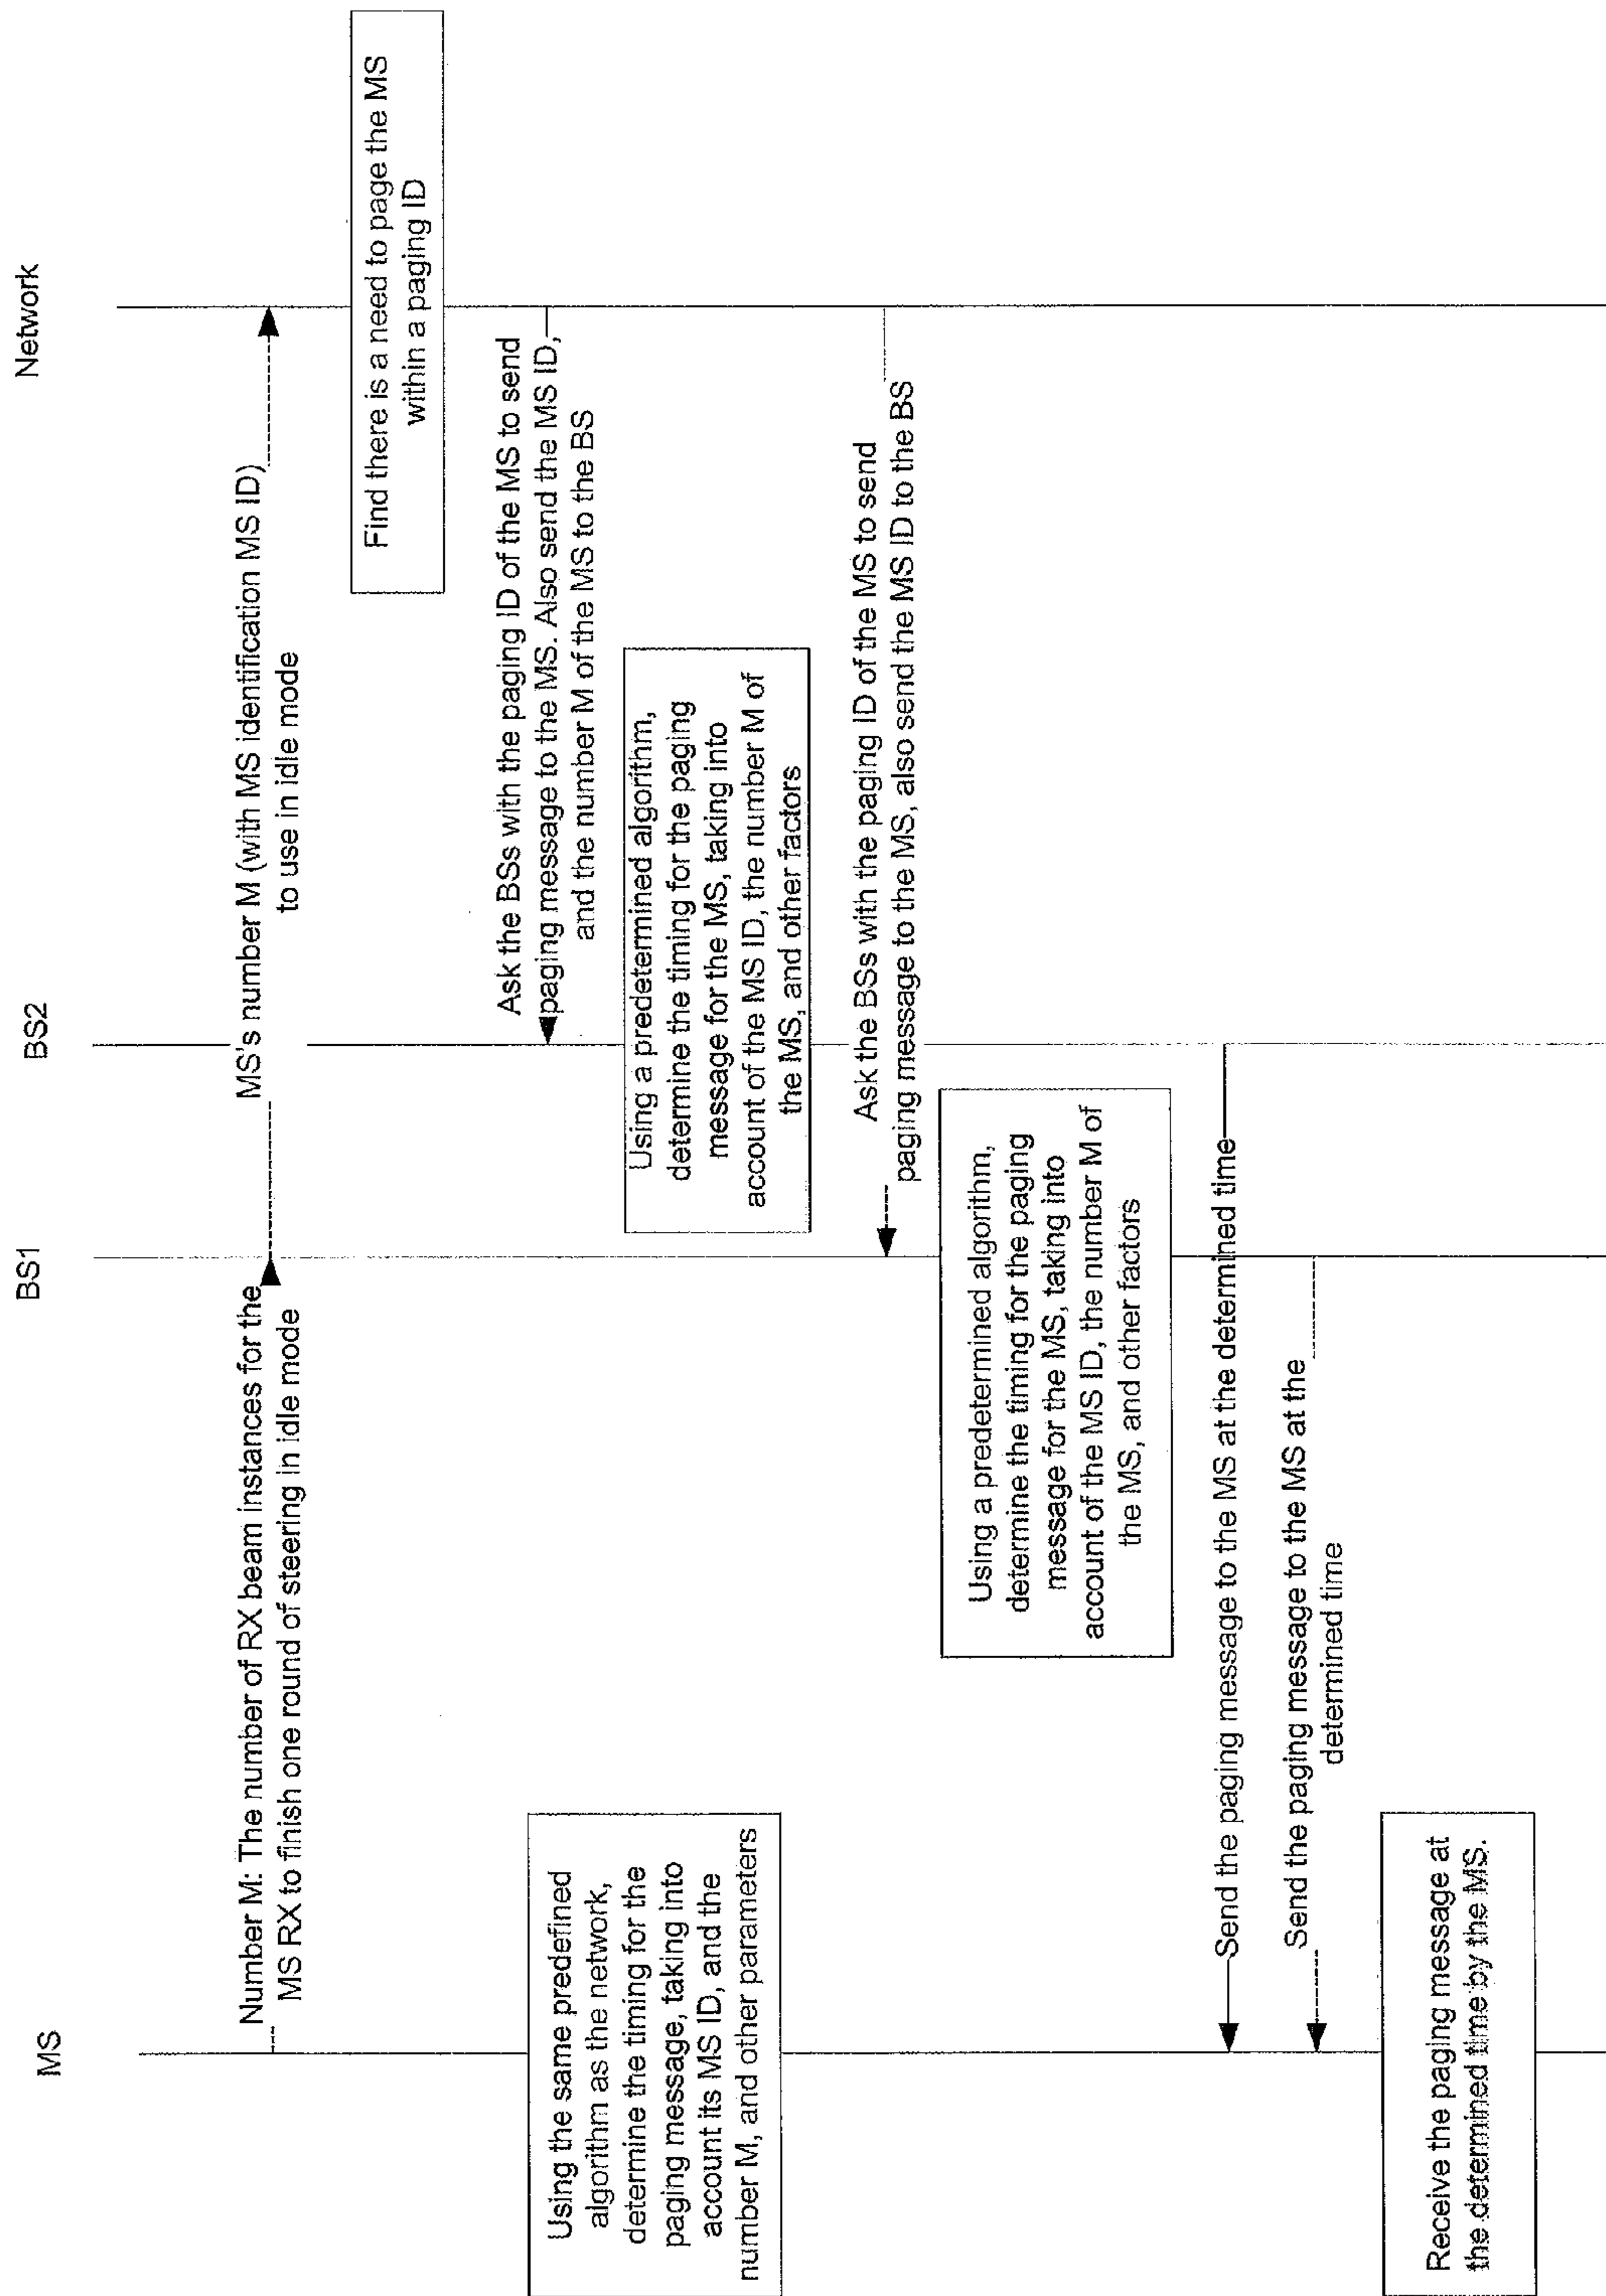 MS
BS1
BS2
Network
Number M: The number of RX beam instances for the
MS RX to finish one round of steering in idle mode
MS's number M (with MS identification MS ID)
to use in idle mode
Find there is a need to page the MS
within a paging ID
Using the same predefined
algorithm as the network,
determine the timing for the
paging message, taking into
account its MS ID, and the
number M, and other parameters
Ask the BSs with the paging ID of the MS to send
paging message to the MS. Also send the MS ID,
and the number M of the MS to the BS
Using a predetermined algorithm,
determine the timing for the paging
message for the MS, taking into
account of the MS ID, the number M of
the MS, and other factors
Ask the BSs with the paging ID of the MS to send
paging message to the MS, also send the MS ID to the BS
Using a predetermined algorithm,
determine the timing for the paging
message for the MS, taking into
account of the MS ID, the number M of
the MS, and other factors
Send the paging message to the MS at the determined time
Send the paging message to the MS at the
determined time
Receive the paging message at
the determined time by the MS.